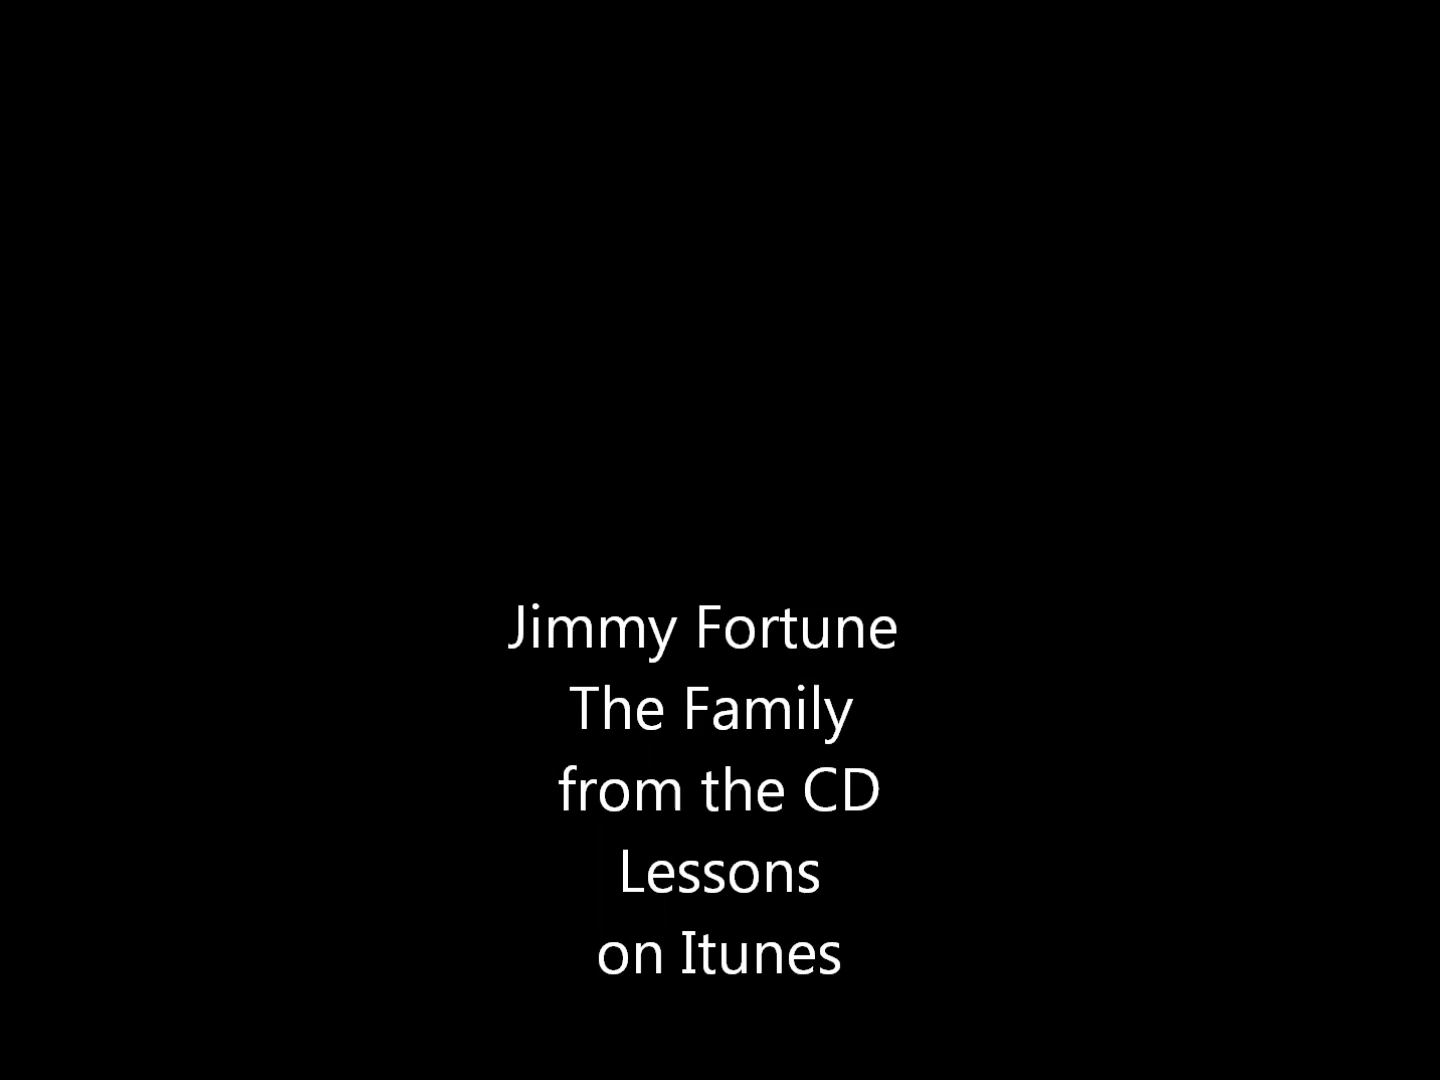 Jimmy Fortune
The Family
from the CD
Lessons
on Itunes